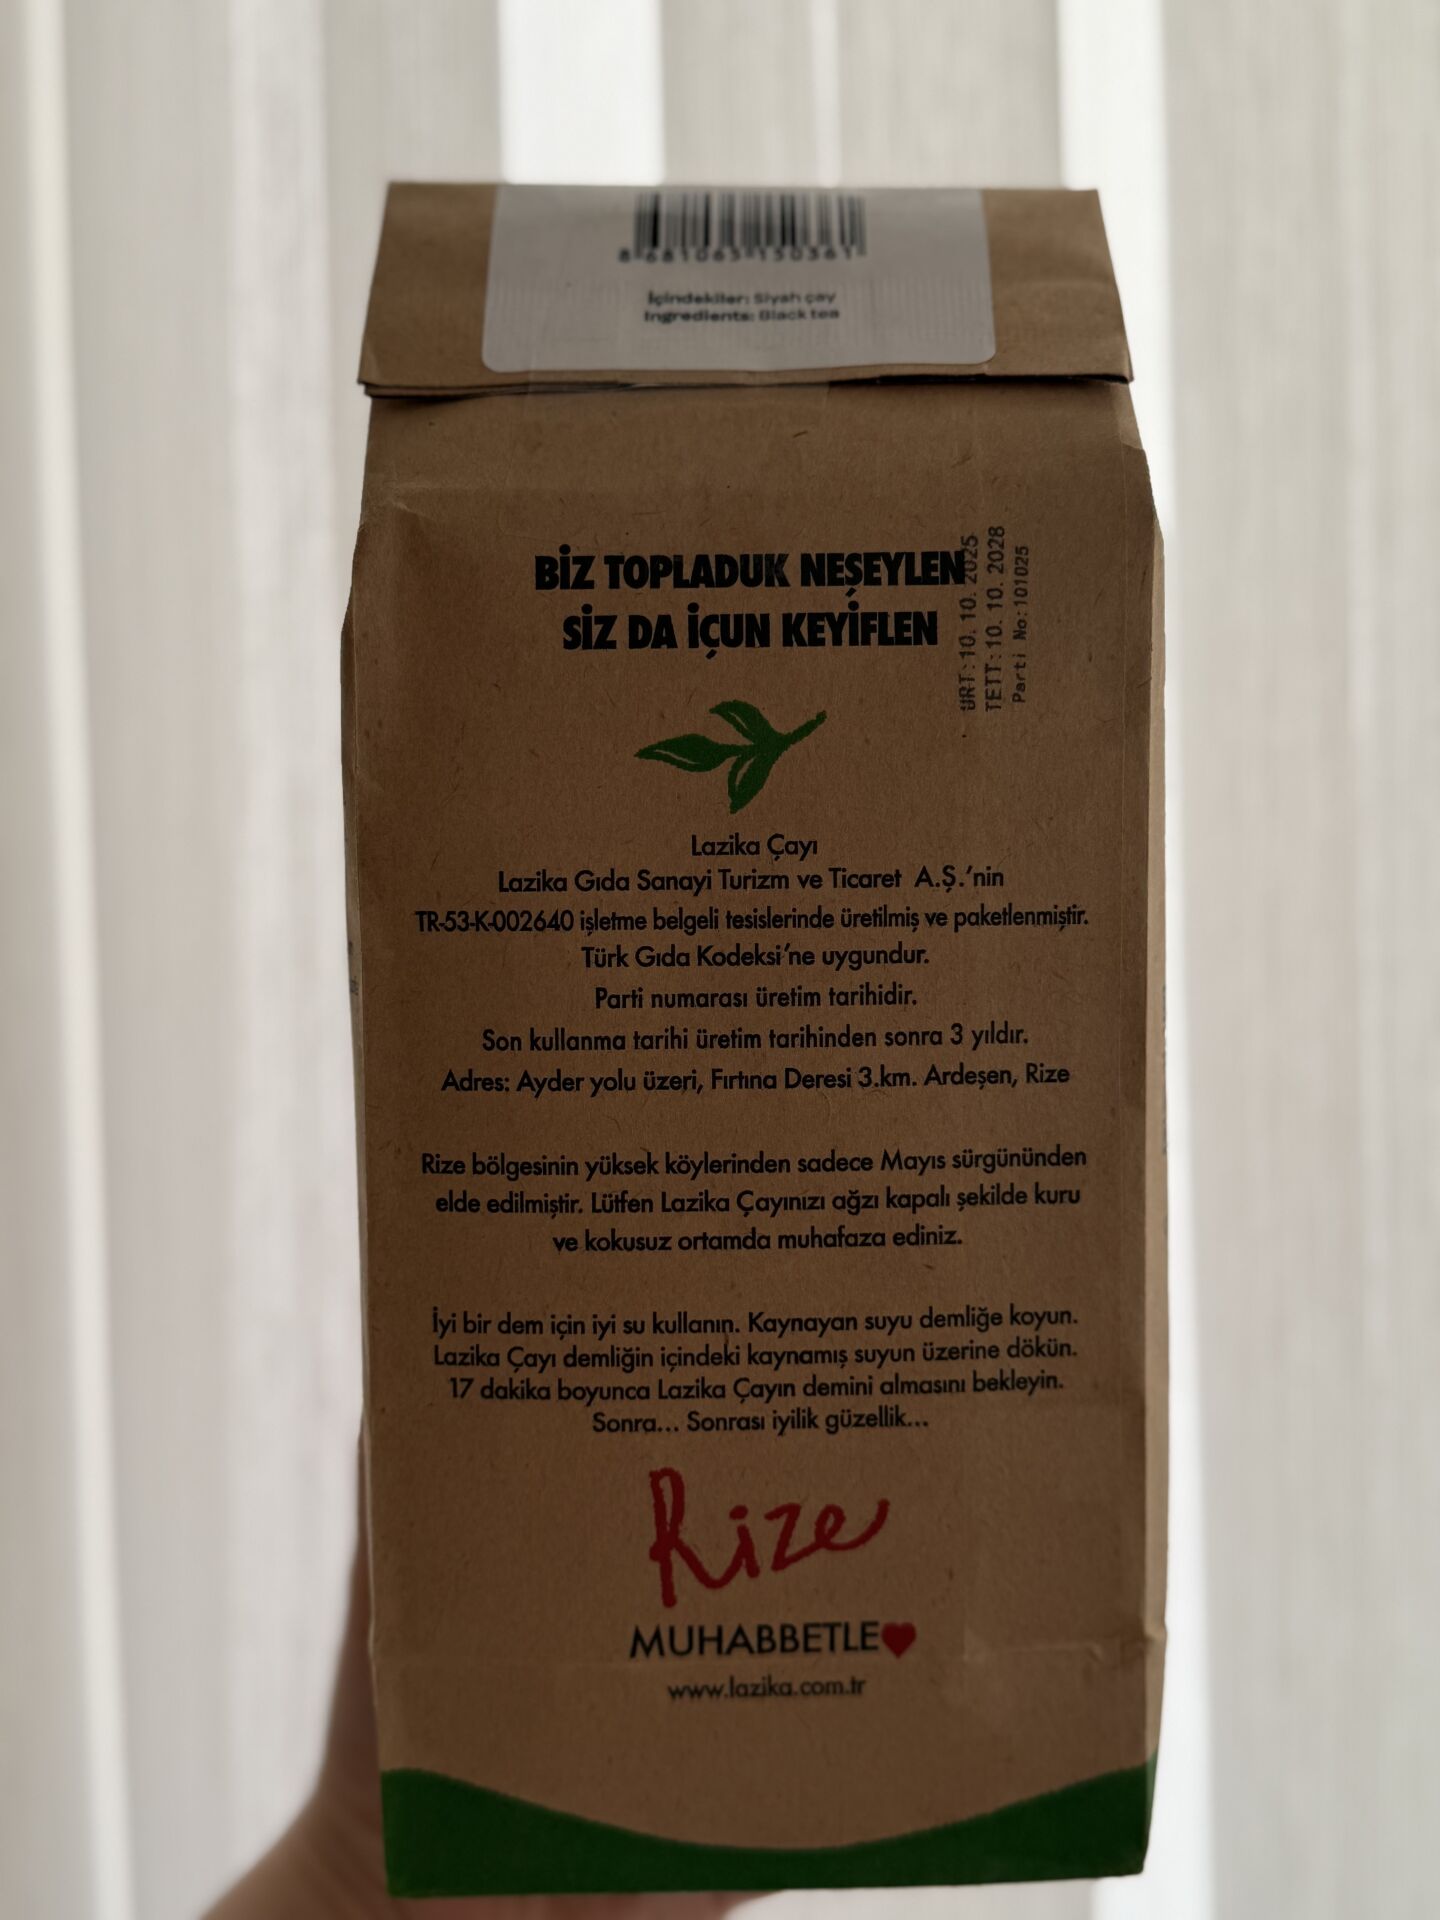 8 681065 150361
İçindekiler: Siyah çay
Ingredients: Black tea
BİZ TOPLADUK NEŞEYLEN
SİZ DA İÇUN KEYİFLEN
ÜRT: 10. 10. 2025
TETT: 10. 10. 2028
Parti No: 101025
Lazika Çayı
Lazika Gıda Sanayi Turizm ve Ticaret A.Ş.'nin
TR-53-K-002640 işletme belgeli tesislerinde üretilmiş ve paketlenmiştir.
Türk Gıda Kodeksi'ne uygundur.
Parti numarası üretim tarihidir.
Son kullanma tarihi üretim tarihinden sonra 3 yıldır.
Adres: Ayder yolu üzeri, Fırtına Deresi 3.km. Ardeşen, Rize
Rize bölgesinin yüksek köylerinden sadece Mayıs sürgününden
elde edilmiştir. Lütfen Lazika Çayınızı ağzı kapalı şekilde kuru
ve kokusuz ortamda muhafaza ediniz.
İyi bir dem için iyi su kullanın. Kaynayan suyu demliğe koyun.
Lazika Çayı demliğin içindeki kaynamış suyun üzerine dökün.
17 dakika boyunca Lazika Çayın demini almasını bekleyin.
Sonra... Sonrası iyilik güzellik...
Rize
MUHABBETLE
www.lazika.com.tr